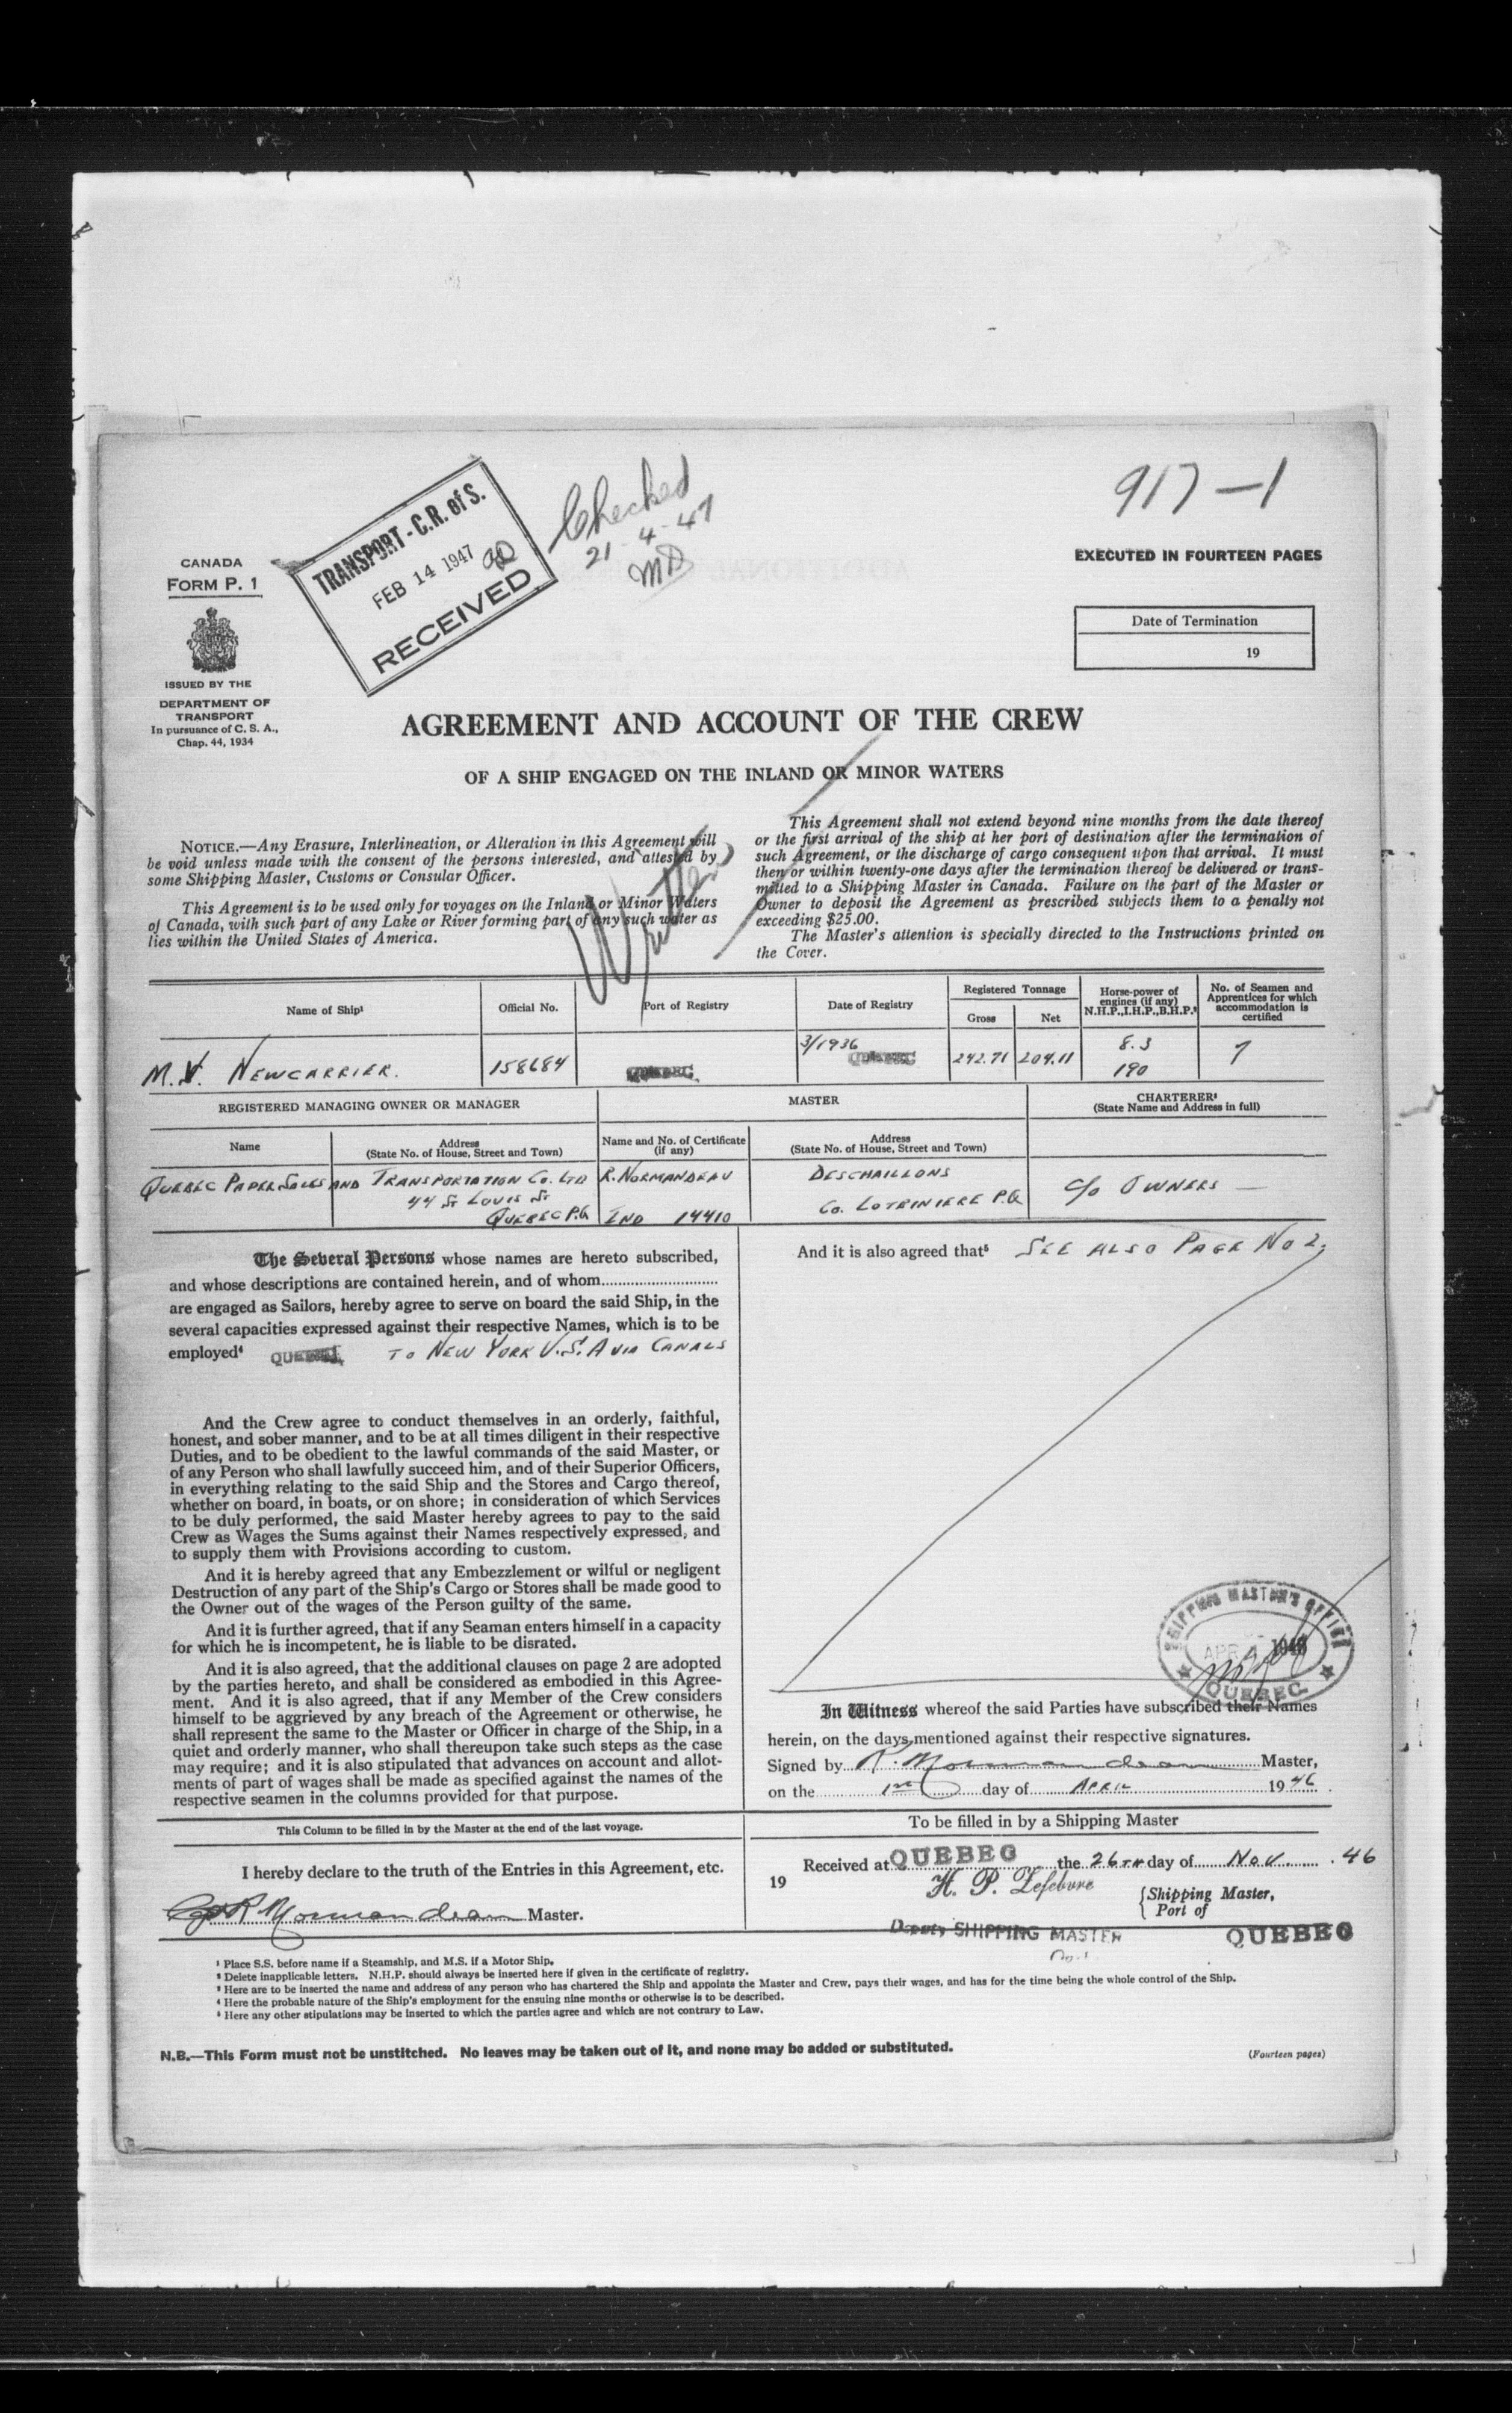 917-1
TRANSPORT - C.R. of S.
FEB 14 1947
RECEIVED
Checked
21-4-47
MD
CANADA
FORM P. 1
ISSUED BY THE
DEPARTMENT OF
TRANSPORT
In pursuance of C. S. A.,
Chap. 44, 1934
EXECUTED IN FOURTEEN PAGES
Date of Termination
19
AGREEMENT AND ACCOUNT OF THE CREW
OF A SHIP ENGAGED ON THE INLAND OR MINOR WATERS
NOTICE.—Any Erasure, Interlineation, or Alteration in this Agreement will
be void unless made with the consent of the persons interested, and attested by
some Shipping Master, Customs or Consular Officer.
This Agreement is to be used only for voyages on the Inland or Minor Waters
of Canada, with such part of any Lake or River forming part of any such water as
lies within the United States of America.
Written
This Agreement shall not extend beyond nine months from the date thereof
or the first arrival of the ship at her port of destination after the termination of
such Agreement, or the discharge of cargo consequent upon that arrival. It must
then or within twenty-one days after the termination thereof be delivered or trans-
mitted to a Shipping Master in Canada. Failure on the part of the Master or
Owner to deposit the Agreement as prescribed subjects them to a penalty not
exceeding $25.00.
The Master's attention is specially directed to the Instructions printed on
the Cover.
Name of Ship¹
Official No.
Port of Registry
Date of Registry
Registered Tonnage
Gross
Net
Horse-power of
engines (if any)
N.H.P.,I.H.P.,B.H.P.²
No. of Seamen and
Apprentices for which
accommodation is
certified
M.V. NEWCARRIER.
158684
QUEBEC
3/1936
QUEBEC
242.71
204.11
8.3
190
7
REGISTERED MANAGING OWNER OR MANAGER
MASTER
CHARTERER³
(State Name and Address in full)
Name
Address
(State No. of House, Street and Town)
Name and No. of Certificate
(if any)
Address
(State No. of House, Street and Town)
QUEBEC PAPER SALES AND TRANSPORTATION CO. LTD
44 ST LOUIS ST
QUEBEC P.Q
R. NORMANDEAU
IND 14410
DESCHAILLONS
CO. LOTBINIERE P.Q
C/O OWNERS —
The Several Persons whose names are hereto subscribed,
and whose descriptions are contained herein, and of whom
are engaged as Sailors, hereby agree to serve on board the said Ship, in the
several capacities expressed against their respective Names, which is to be
employed⁴ QUEBEC TO NEW YORK U.S.A VIA CANALS
And the Crew agree to conduct themselves in an orderly, faithful,
honest, and sober manner, and to be at all times diligent in their respective
Duties, and to be obedient to the lawful commands of the said Master, or
of any Person who shall lawfully succeed him, and of their Superior Officers,
in everything relating to the said Ship and the Stores and Cargo thereof,
whether on board, in boats, or on shore; in consideration of which Services
to be duly performed, the said Master hereby agrees to pay to the said
Crew as Wages the Sums against their Names respectively expressed, and
to supply them with Provisions according to custom.
And it is hereby agreed that any Embezzlement or wilful or negligent
Destruction of any part of the Ship's Cargo or Stores shall be made good to
the Owner out of the wages of the Person guilty of the same.
And it is further agreed, that if any Seaman enters himself in a capacity
for which he is incompetent, he is liable to be disrated.
And it is also agreed, that the additional clauses on page 2 are adopted
by the parties hereto, and shall be considered as embodied in this Agree-
ment. And it is also agreed, that if any Member of the Crew considers
himself to be aggrieved by any breach of the Agreement or otherwise, he
shall represent the same to the Master or Officer in charge of the Ship, in a
quiet and orderly manner, who shall thereupon take such steps as the case
may require; and it is also stipulated that advances on account and allot-
ments of part of wages shall be made as specified against the names of the
respective seamen in the columns provided for that purpose.
And it is also agreed that⁵ SEE ALSO PAGE NO 2.
SHIPPING MASTER'S OFFICE
APR 1946
QUEBEC
In Witness whereof the said Parties have subscribed their Names
herein, on the days mentioned against their respective signatures.
Signed by R. Normandeau Master,
on the 1st day of APRIL 1946
This Column to be filled in by the Master at the end of the last voyage.
I hereby declare to the truth of the Entries in this Agreement, etc.
R Normandeau Master.
To be filled in by a Shipping Master
Received at QUEBEC the 26TH day of NOV. 46
19
H. P. Lefebvre
Shipping Master,
Port of
Deputy SHIPPING MASTER
QUEBEC
¹ Place S.S. before name if a Steamship, and M.S. if a Motor Ship.
² Delete inapplicable letters. N.H.P. should always be inserted here if given in the certificate of registry.
³ Here are to be inserted the name and address of any person who has chartered the Ship and appoints the Master and Crew, pays their wages, and has for the time being the whole control of the Ship.
⁴ Here the probable nature of the Ship's employment for the ensuing nine months or otherwise is to be described.
⁵ Here any other stipulations may be inserted to which the parties agree and which are not contrary to Law.
N.B.—This Form must not be unstitched. No leaves may be taken out of it, and none may be added or substituted.
(Fourteen pages)